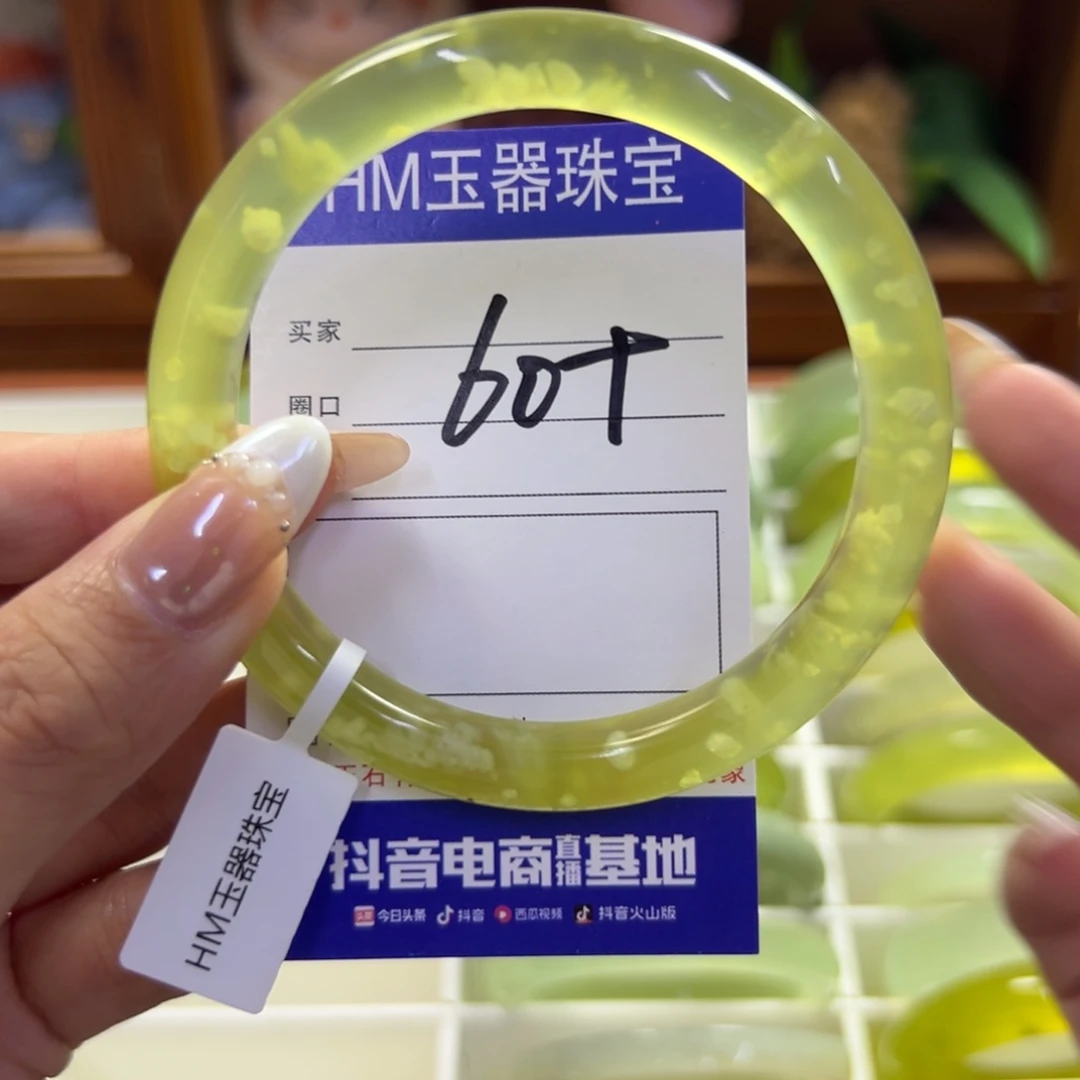 HM玉器珠宝
买家
60T
圈口
抖音电商直播基地
今日头条 抖音 西瓜视频 抖音火山版
HM玉器珠宝